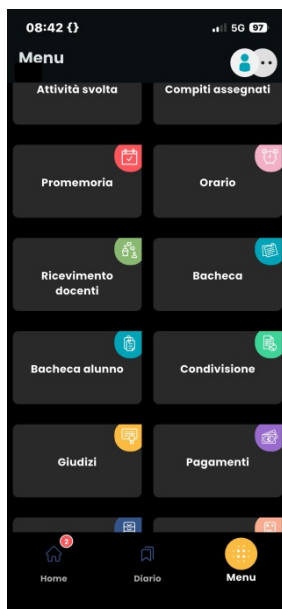 08:42 {} 5G 97
Menu
Attività svolta Compiti assegnati
Promemoria Orario
Ricevimento
docenti
Bacheca
Bacheca alunno Condivisione
Giudizi Pagamenti
2
Home Diario Menu